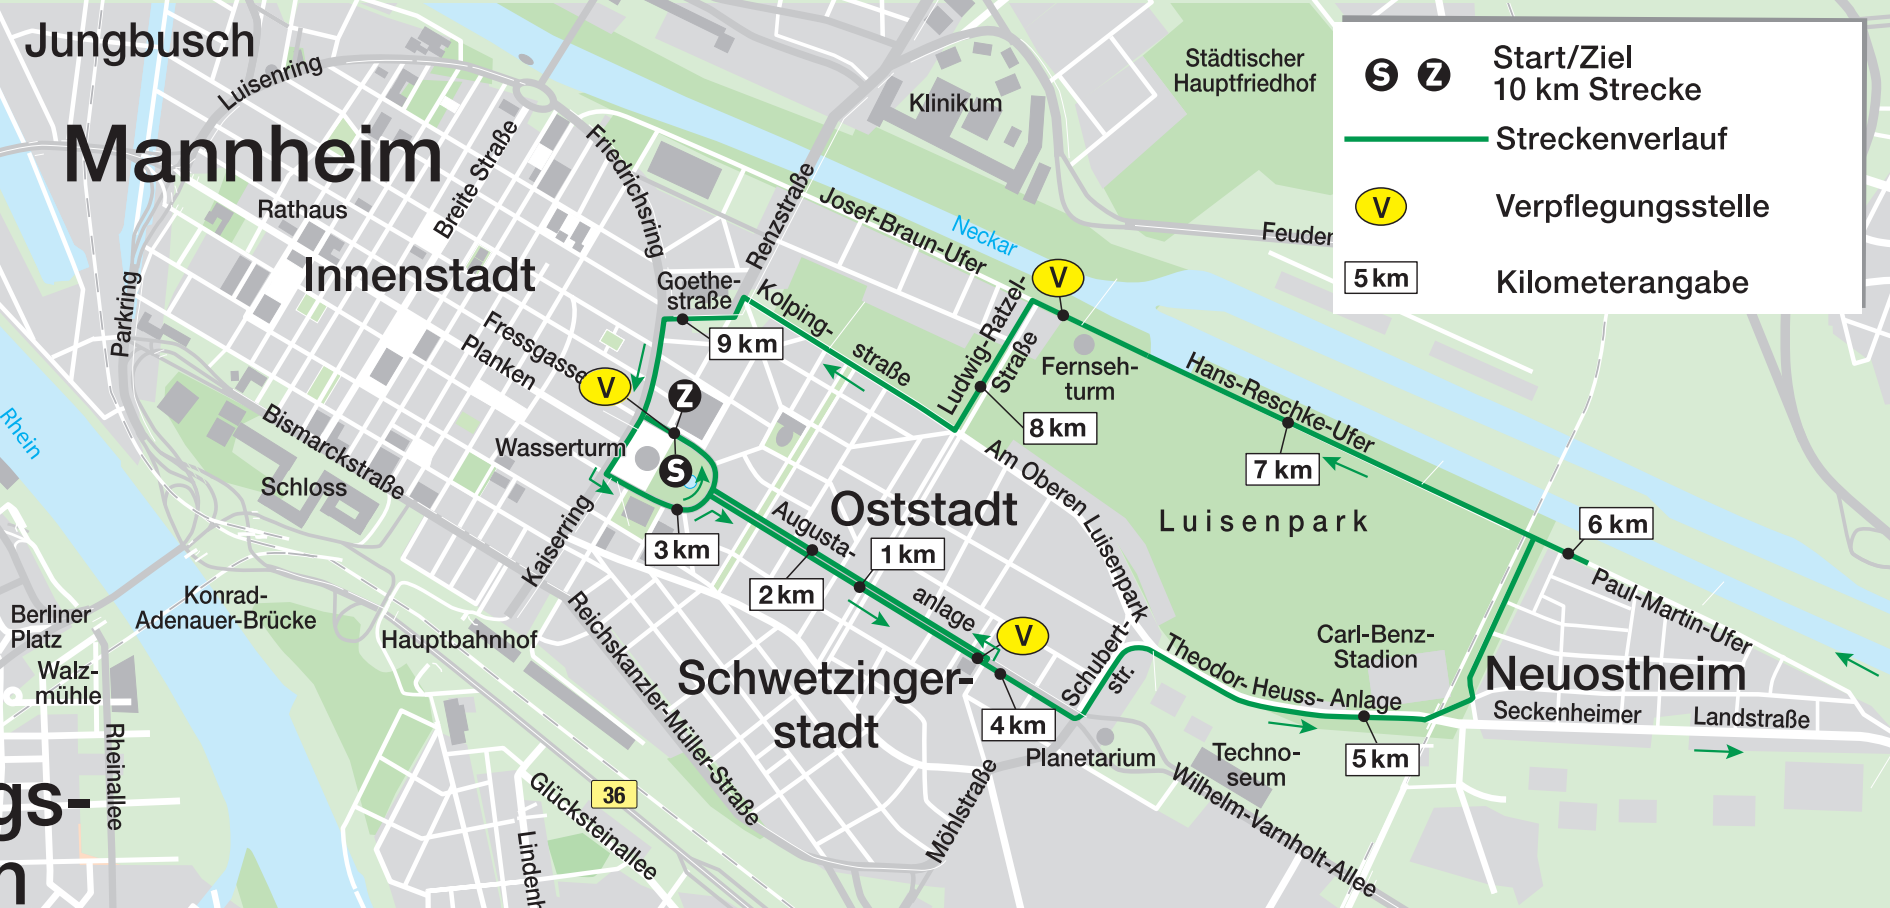 Jungbusch
Luisenring
Mannheim
Rathaus
Breite Straße
Friedrichsring
Renzstraße
Klinikum
Städtischer
Hauptfriedhof
S Z Start/Ziel
10 km Strecke
Streckenverlauf
V Verpflegungsstelle
5 km Kilometerangabe
Josef-Braun-Ufer
Neckar
Feuder
Innenstadt
Parkring
Goethe-
straße
Kolping-
straße
Ludwig-Ratzel-
Straße
V
Fernseh-
turm
Hans-Reschke-Ufer
Fressgasse
Planken
9 km
V
Z
S
8 km
7 km
6 km
Rhein
Bismarckstraße
Wasserturm
Schloss
Kaiserring
Oststadt
Am Oberen Luisenpark
Luisenpark
Augusta-
anlage
3 km
1 km
2 km
V
4 km
Paul-Martin-Ufer
Konrad-
Adenauer-Brücke
Berliner
Platz
Walz-
mühle
Rheinallee
Hauptbahnhof
Reichskanzler-Müller-Straße
Schwetzinger-
stadt
Schubert-
str.
Theodor-Heuss-Anlage
Carl-Benz-
Stadion
Neuostheim
Seckenheimer Landstraße
5 km
Planetarium
Techno-
seum
Wilhelm-Varnholt-Allee
Möhlstraße
36
Glücksteinallee
Lindenh
gs-
n